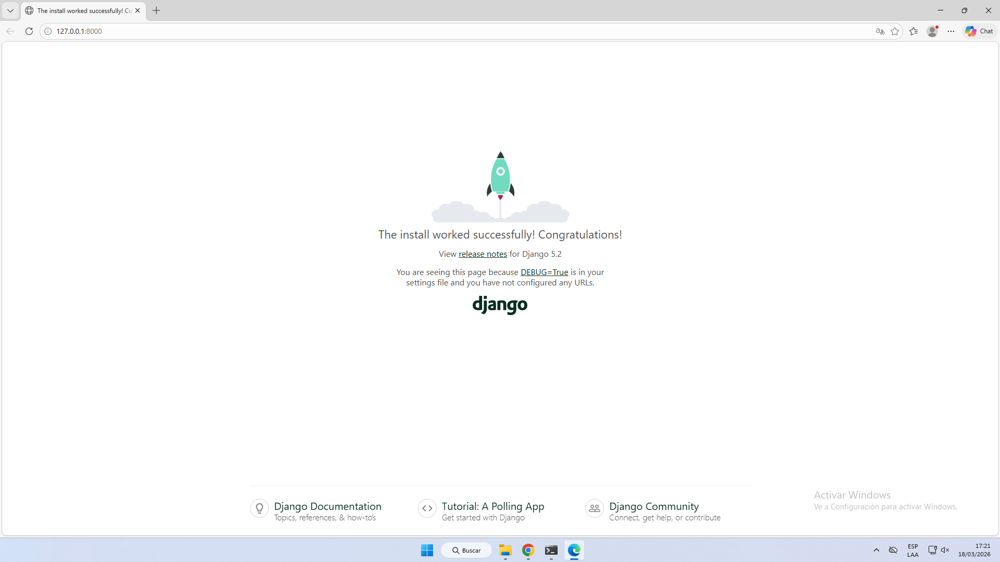 The install worked successfully! Co
127.0.0.1:8000
Chat
The install worked successfully! Congratulations!
View release notes for Django 5.2
You are seeing this page because DEBUG=True is in your
settings file and you have not configured any URLs.
django
Django Documentation
Topics, references, & how-to's
Tutorial: A Polling App
Get started with Django
Django Community
Connect, get help, or contribute
Activar Windows
Ve a Configuración para activar Windows.
Buscar
ESP
LAA
17:21
18/03/2026